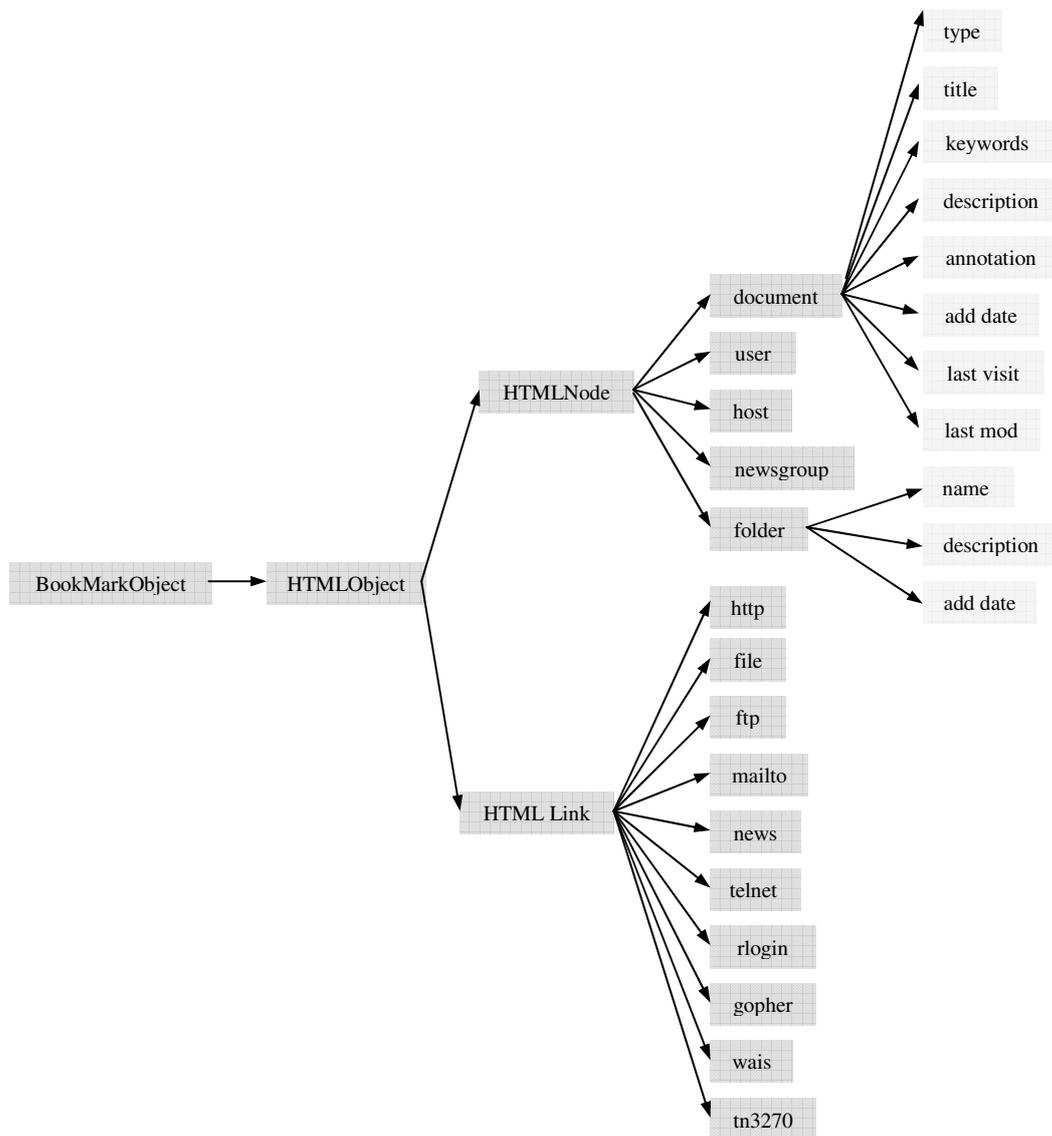 type
title
keywords
description
annotation
document
add date
user
last visit
HTMLNode
host
last mod
newsgroup
name
folder
description
BookMarkObject
HTMLObject
add date
http
file
ftp
mailto
HTML Link
news
telnet
rlogin
gopher
wais
tn3270